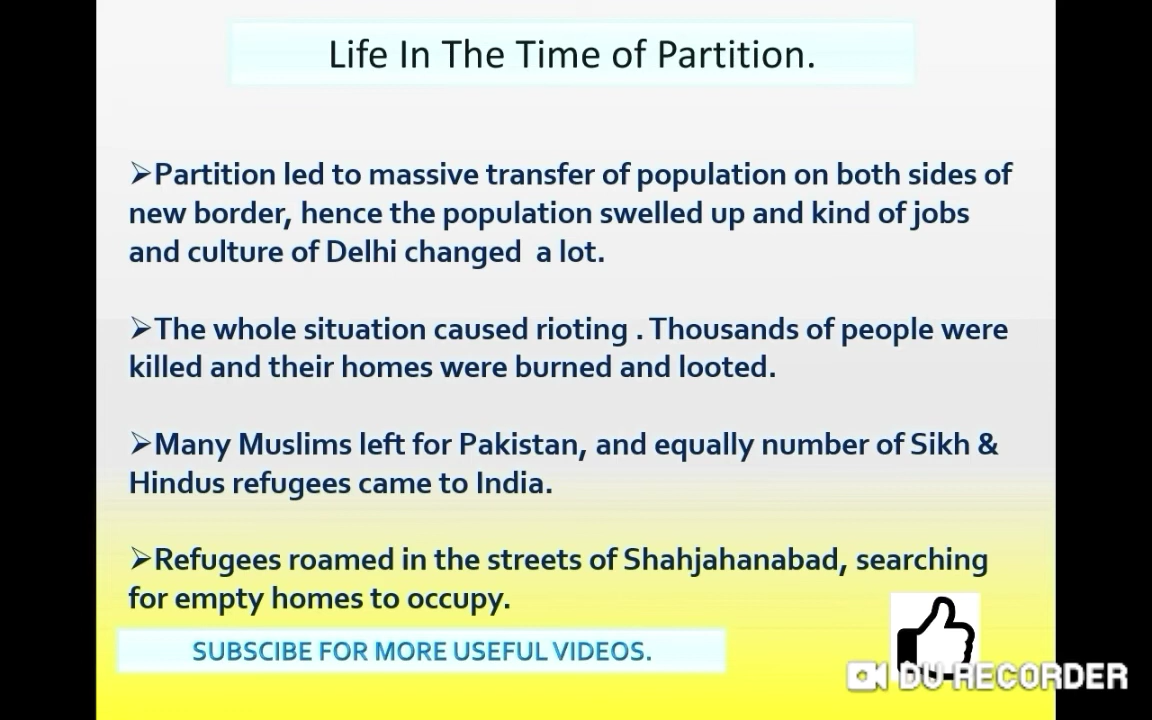 Life In The Time of Partition.
➢Partition led to massive transfer of population on both sides of
new border, hence the population swelled up and kind of jobs
and culture of Delhi changed a lot.
➢The whole situation caused rioting . Thousands of people were
killed and their homes were burned and looted.
➢Many Muslims left for Pakistan, and equally number of Sikh &
Hindus refugees came to India.
➢Refugees roamed in the streets of Shahjahanabad, searching
for empty homes to occupy.
SUBSCIBE FOR MORE USEFUL VIDEOS.
DU RECORDER